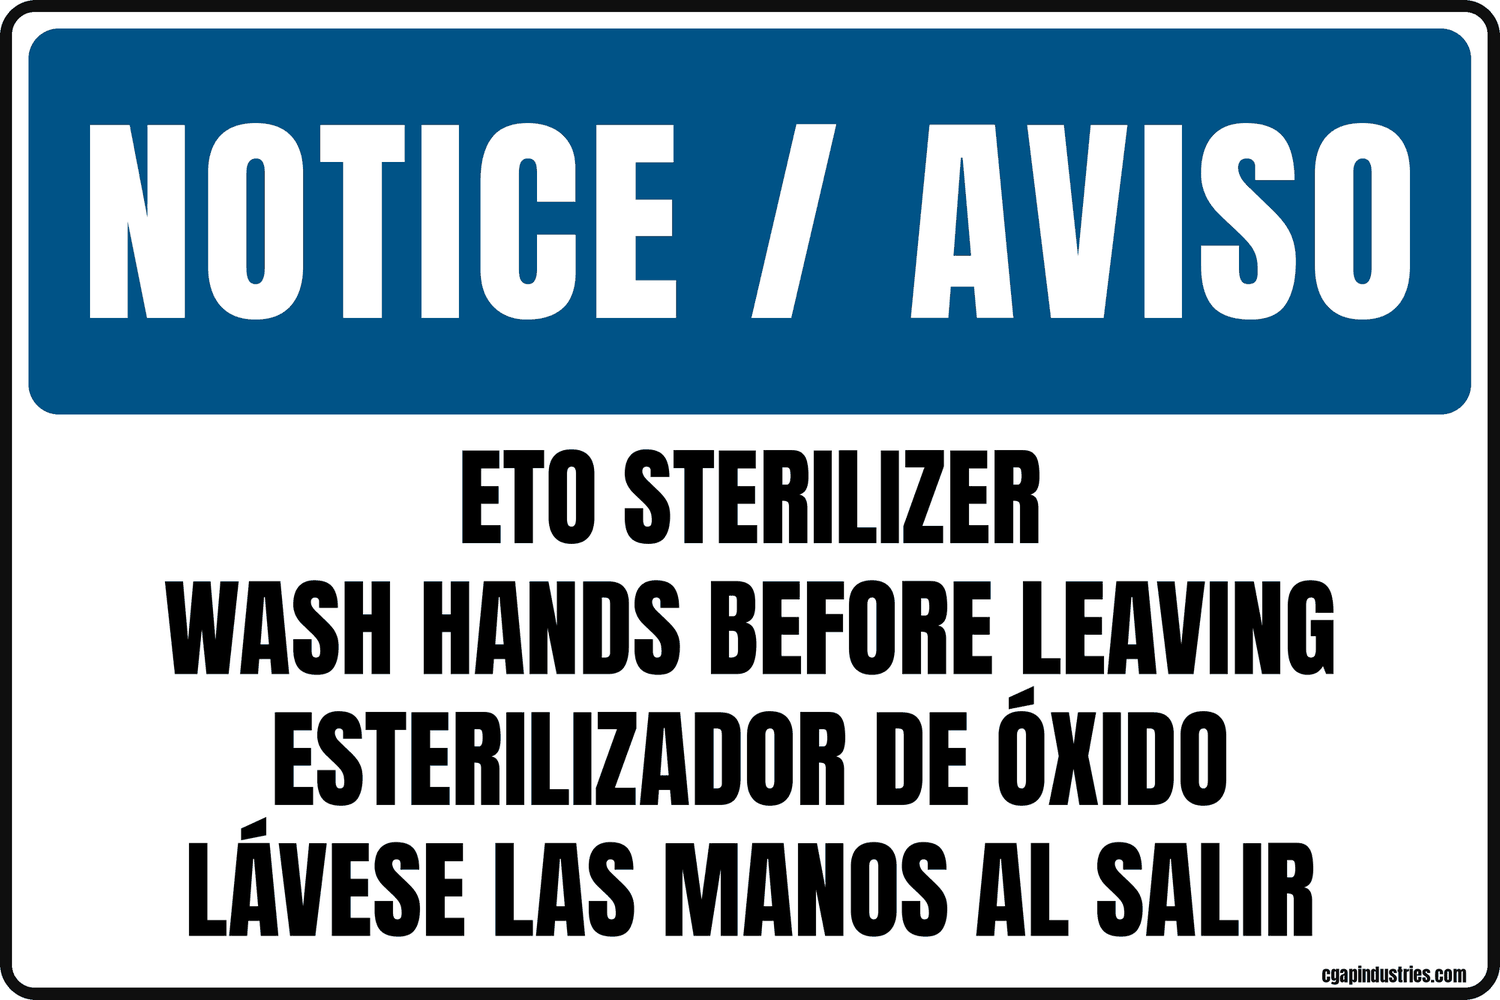 NOTICE / AVISO
ETO STERILIZER
WASH HANDS BEFORE LEAVING
ESTERILIZADOR DE ÓXIDO
LÁVESE LAS MANOS AL SALIR
cgapindustries.com